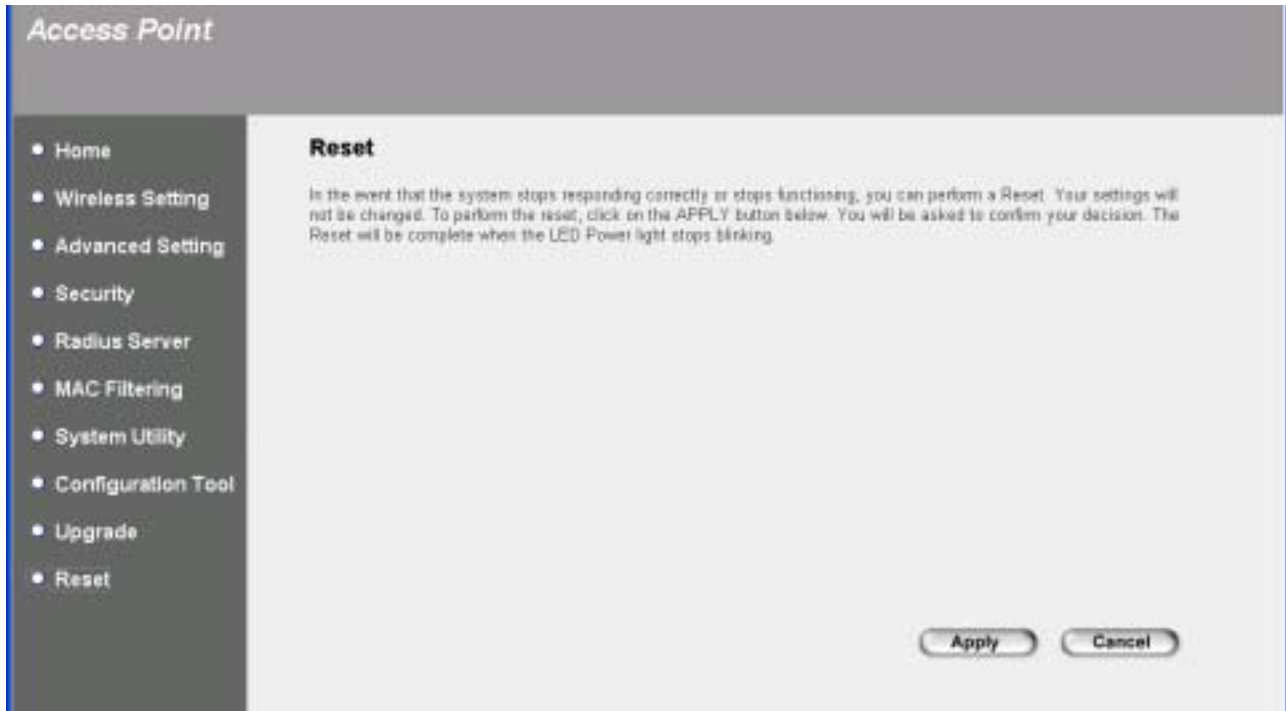 Access Point
Home
Wireless Setting
Advanced Setting
Security
Radius Server
MAC Filtering
System Utility
Configuration Tool
Upgrade
Reset
Reset
In the event that the system stops responding correctly or stops functioning, you can perform a Reset. Your settings will
not be changed. To perform the reset, click on the APPLY button below. You will be asked to confirm your decision. The
Reset will be complete when the LED Power light stops blinking.
Apply Cancel